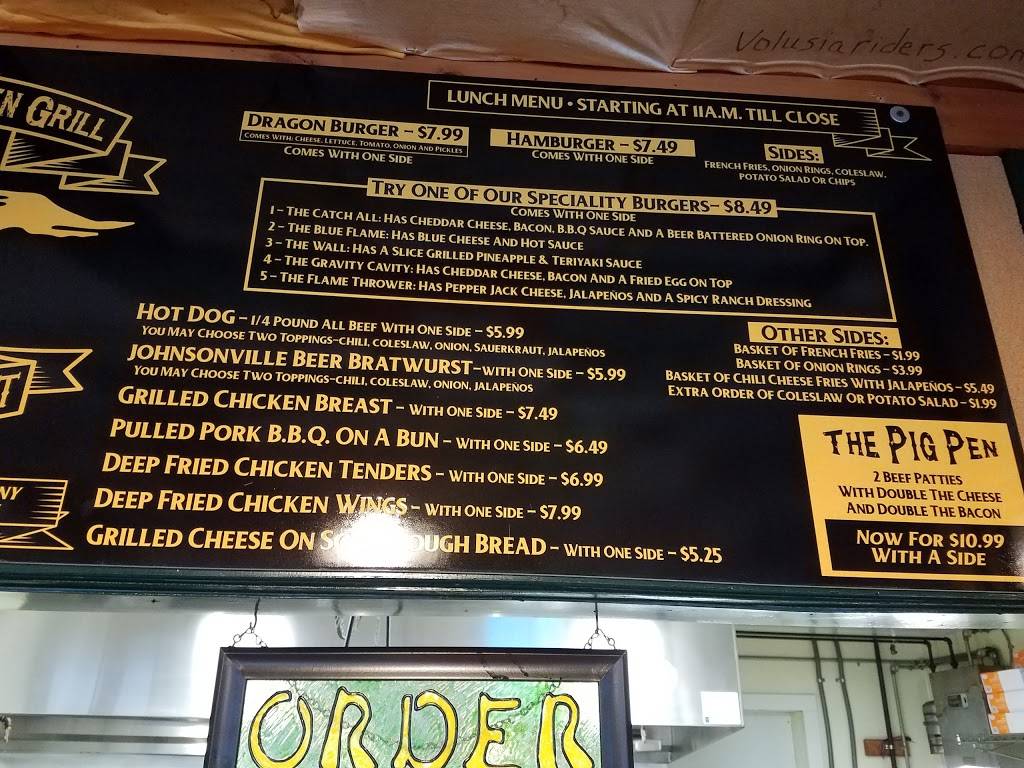 Volusiariders.com
GRILL
LUNCH MENU • STARTING AT 11A.M. TILL CLOSE
DRAGON BURGER – $7.99
COMES WITH: CHEESE, LETTUCE, TOMATO, ONION AND PICKLES
COMES WITH ONE SIDE
HAMBURGER – $7.49
COMES WITH ONE SIDE
SIDES:
FRENCH FRIES, ONION RINGS, COLESLAW,
POTATO SALAD OR CHIPS
TRY ONE OF OUR SPECIALITY BURGERS– $8.49
COMES WITH ONE SIDE
1 – THE CATCH ALL: HAS CHEDDAR CHEESE, BACON, B.B.Q SAUCE AND A BEER BATTERED ONION RING ON TOP.
2 – THE BLUE FLAME: HAS BLUE CHEESE AND HOT SAUCE
3 – THE WALL: HAS A SLICE GRILLED PINEAPPLE & TERIYAKI SAUCE
4 – THE GRAVITY CAVITY: HAS CHEDDAR CHEESE, BACON AND A FRIED EGG ON TOP
5 – THE FLAME THROWER: HAS PEPPER JACK CHEESE, JALAPEÑOS AND A SPICY RANCH DRESSING
HOT DOG – 1/4 POUND ALL BEEF WITH ONE SIDE – $5.99
YOU MAY CHOOSE TWO TOPPINGS–CHILI, COLESLAW, ONION, SAUERKRAUT, JALAPEÑOS
JOHNSONVILLE BEER BRATWURST–WITH ONE SIDE – $5.99
YOU MAY CHOOSE TWO TOPPINGS–CHILI, COLESLAW, ONION, JALAPEÑOS
GRILLED CHICKEN BREAST – WITH ONE SIDE – $7.49
PULLED PORK B.B.Q. ON A BUN – WITH ONE SIDE – $6.49
DEEP FRIED CHICKEN TENDERS – WITH ONE SIDE – $6.99
DEEP FRIED CHICKEN WINGS – WITH ONE SIDE – $7.99
GRILLED CHEESE ON SOURDOUGH BREAD – WITH ONE SIDE – $5.25
OTHER SIDES:
BASKET OF FRENCH FRIES – $1.99
BASKET OF ONION RINGS – $3.99
BASKET OF CHILI CHEESE FRIES WITH JALAPEÑOS – $5.49
EXTRA ORDER OF COLESLAW OR POTATO SALAD – $1.99
THE PIG PEN
2 BEEF PATTIES
WITH DOUBLE THE CHEESE
AND DOUBLE THE BACON
NOW FOR $10.99
WITH A SIDE
ORDER